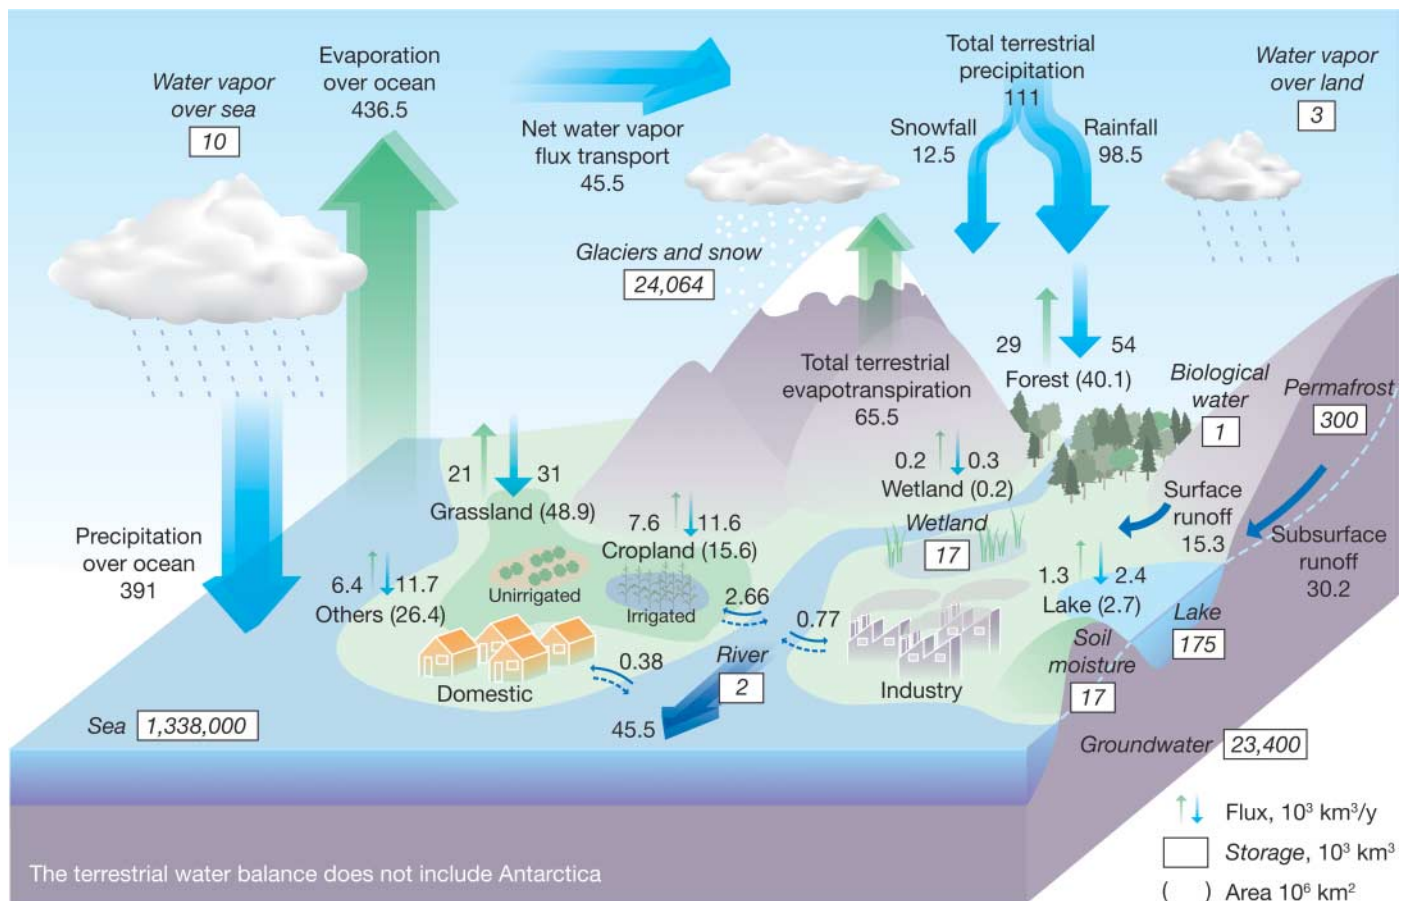 Water vapor
over sea
10
Evaporation
over ocean
436.5
Net water vapor
flux transport
45.5
Total terrestrial
precipitation
111
Snowfall
12.5
Rainfall
98.5
Water vapor
over land
3
Glaciers and snow
24,064
Total terrestrial
evapotranspiration
65.5
29
54
Forest (40.1)
Biological
water
1
Permafrost
300
21
31
Grassland (48.9)
0.2
0.3
Wetland (0.2)
Wetland
17
7.6
11.6
Cropland (15.6)
Unirrigated
Irrigated
Surface
runoff
15.3
Subsurface
runoff
30.2
Precipitation
over ocean
391
6.4
11.7
Others (26.4)
2.66
0.77
1.3
2.4
Lake (2.7)
Lake
175
Soil
moisture
17
Domestic
0.38
River
2
Industry
45.5
Sea 1,338,000
Groundwater 23,400
Flux, 10³ km³/y
Storage, 10³ km³
( ) Area 10⁶ km²
The terrestrial water balance does not include Antarctica